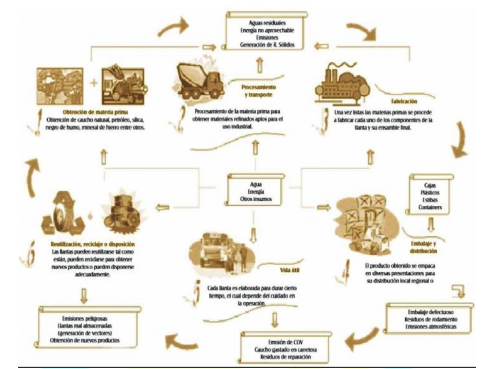 Aguas residuales
Energía no aprovechable
Emisiones
Generación de R. Sólidos
Obtención de materia prima
Obtención de caucho natural, petróleo, sílica,
negro de humo, mineral de hierro entre otros.
Procesamiento
y transporte
Procesamiento de la materia prima para
obtener materiales refinados aptos para el
uso industrial.
Fabricación
Una vez listas las materias primas se procede
a fabricar cada uno de los componentes de la
llanta y su ensamble final.
Agua
Energía
Otros insumos
Cajas
Plásticos
Estibas
Containers
Reutilización, reciclaje o disposición
Las llantas pueden reutilizarse tal como
están, pueden reciclarse para obtener
nuevos productos o pueden disponerse
adecuadamente.
Vida útil
Cada llanta es elaborada para durar cierto
tiempo, el cual depende del cuidado en
la operación.
Embalaje y
distribución
El producto obtenido se empaca
en diversas presentaciones para
su distribución local regional o
Emisiones peligrosas
Llantas mal almacenadas
(generación de vectores)
Obtención de nuevos productos
Emisión de COV
Caucho gastado en carretera
Residuos de reparación
Embalaje defectuoso
Residuos de rodamiento
Emisiones atmosféricas